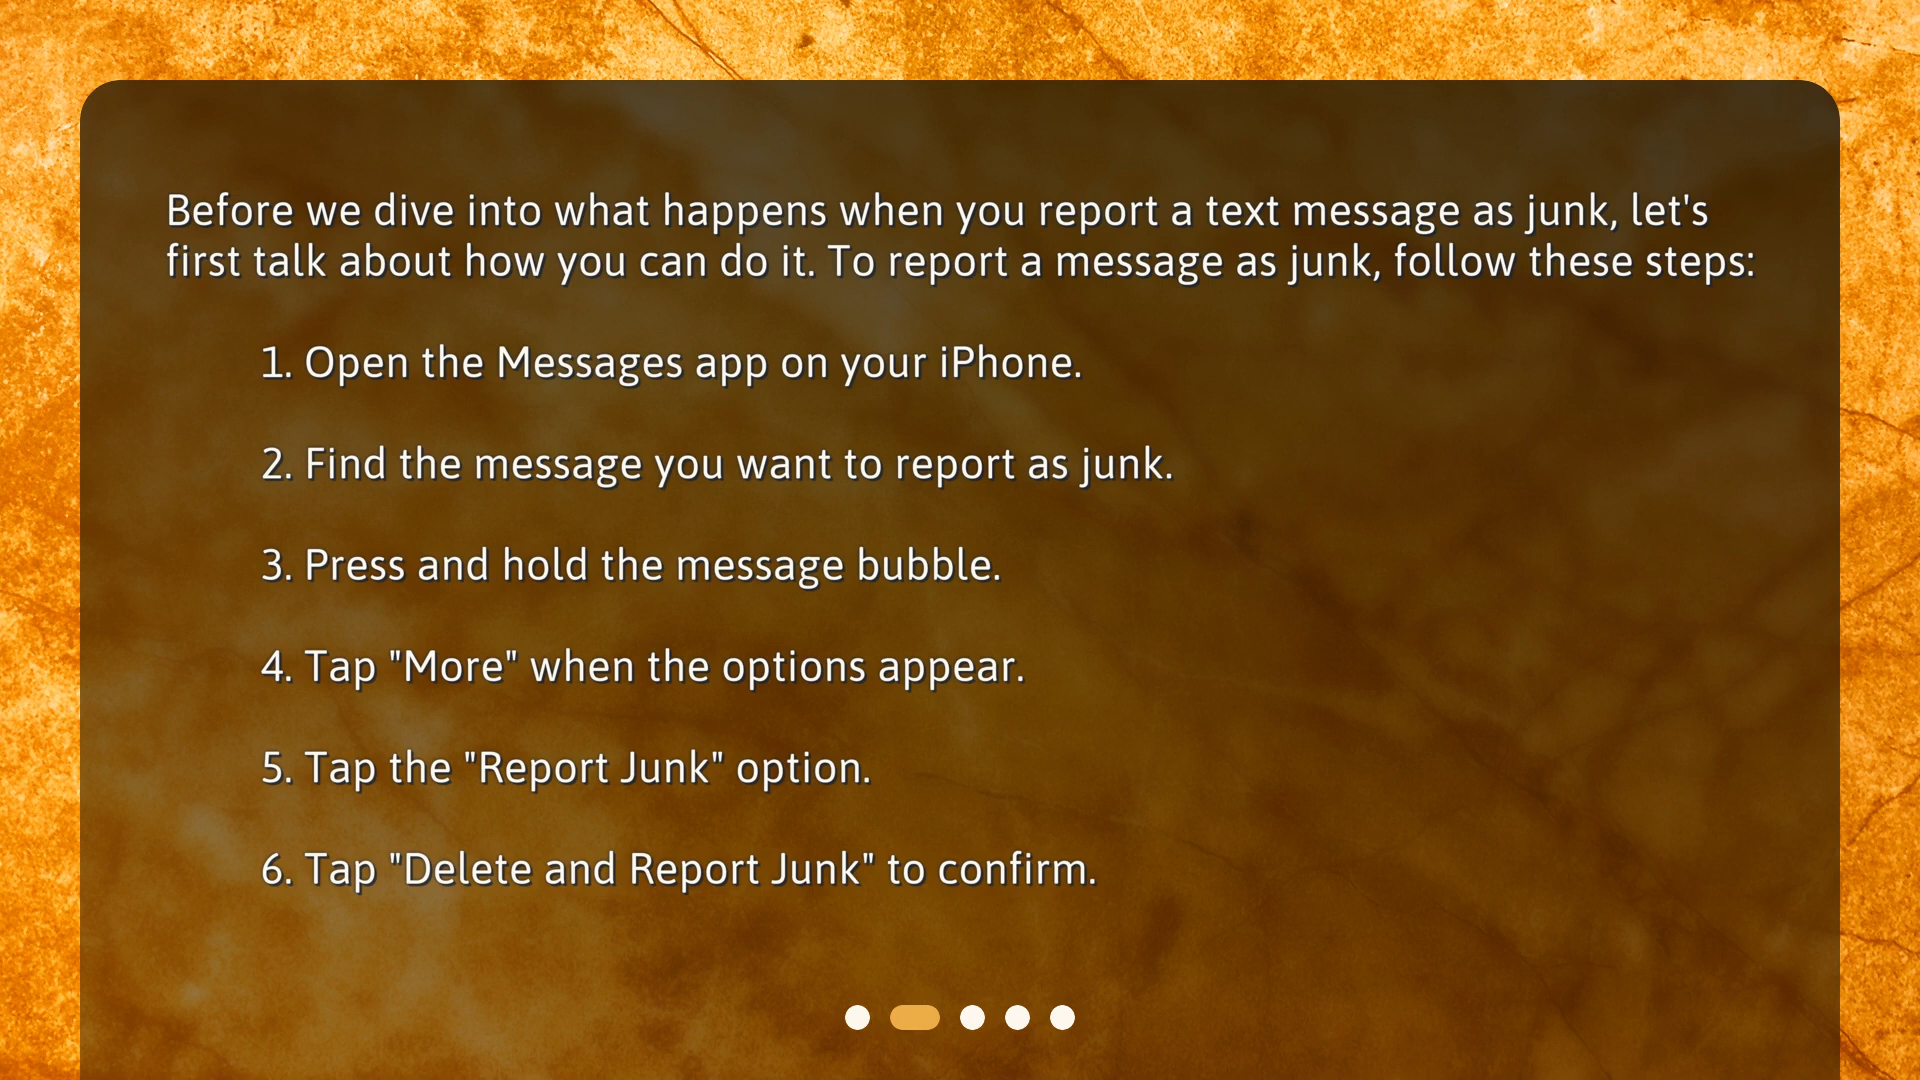 Before we dive into what happens when you report a text message as junk, let's
first talk about how you can do it. To report a message as junk, follow these steps:
1. Open the Messages app on your iPhone.
2. Find the message you want to report as junk.
3. Press and hold the message bubble.
4. Tap "More" when the options appear.
5. Tap the "Report Junk" option.
6. Tap "Delete and Report Junk" to confirm.